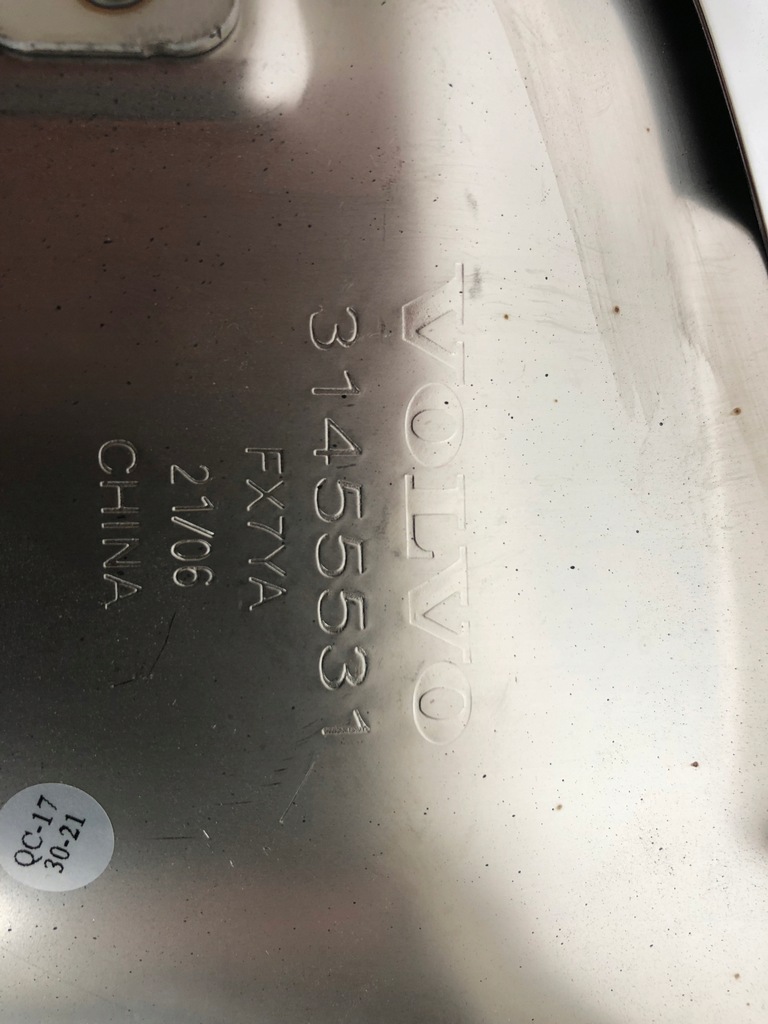 VOLVO
31455531
FX7YA
21/06
CHINA
QC-17
30-21